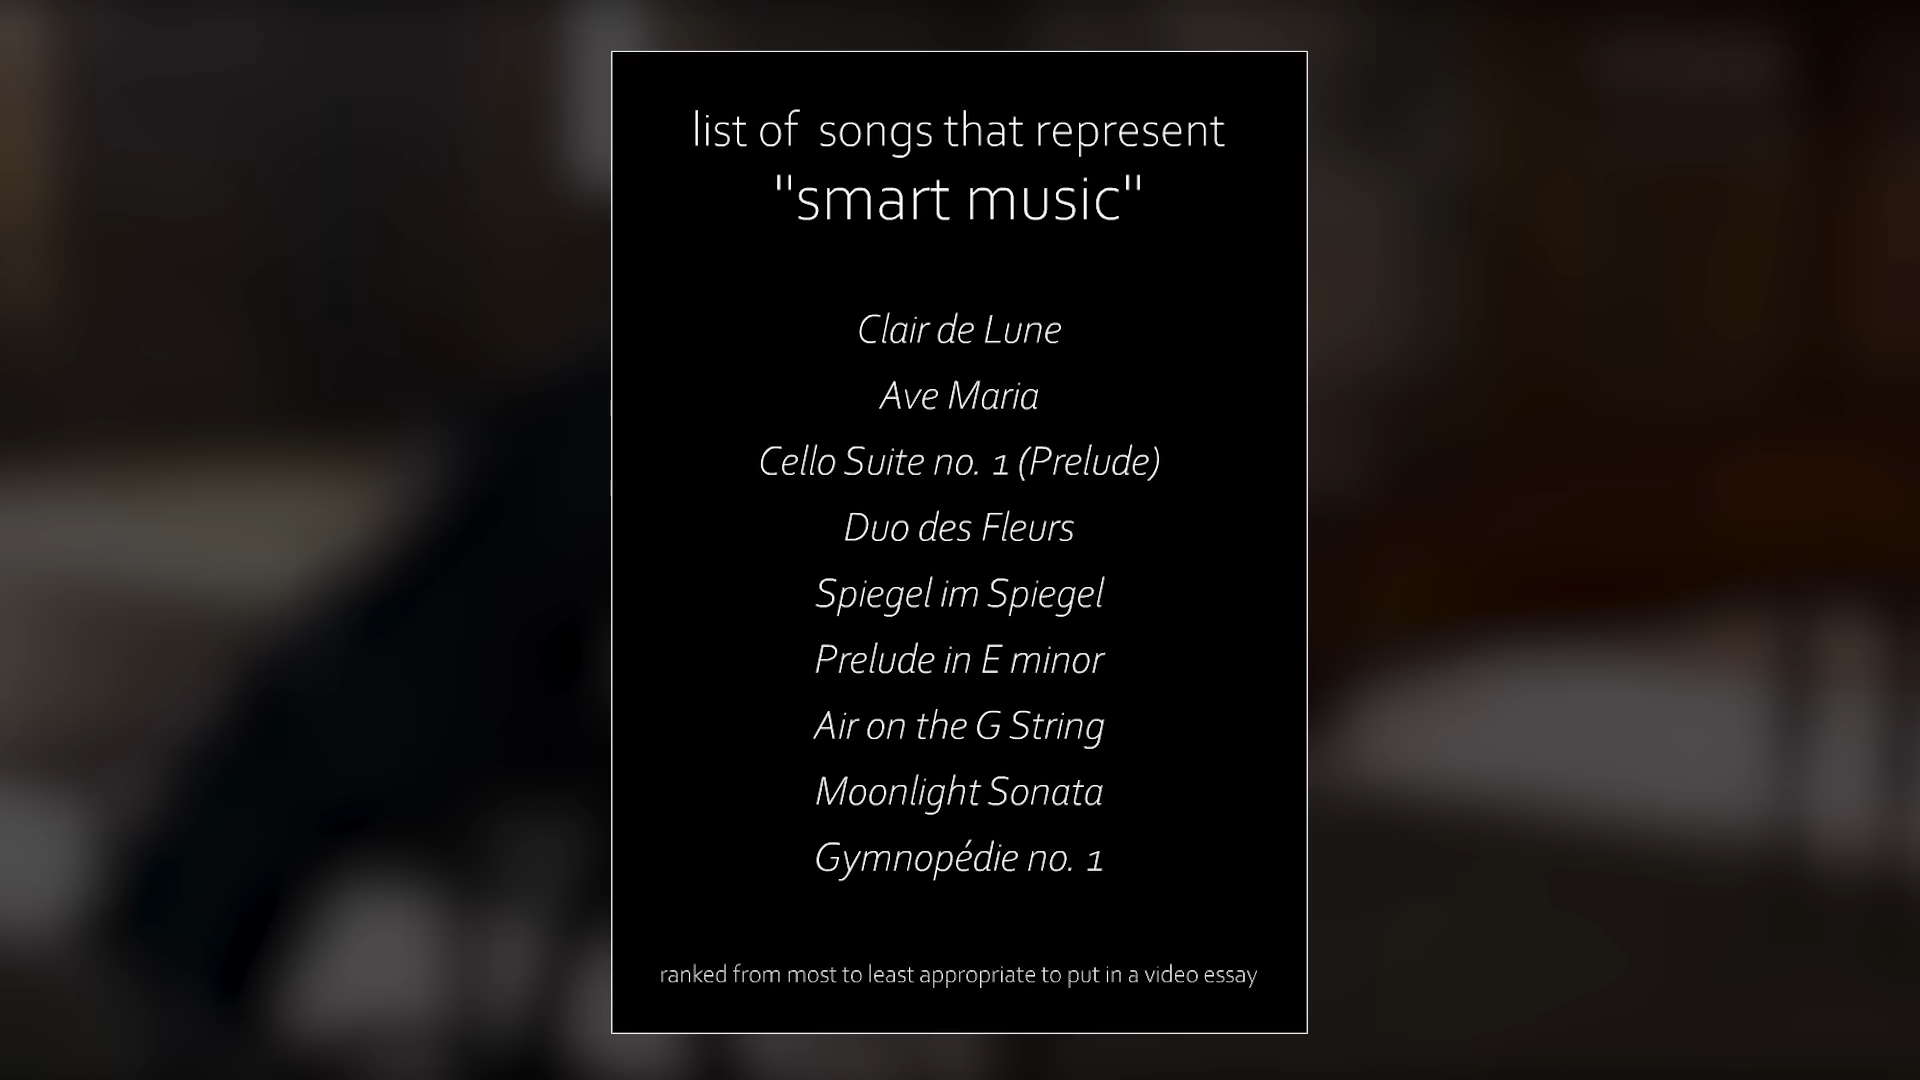 list of songs that represent
"smart music"
Clair de Lune
Ave Maria
Cello Suite no. 1 (Prelude)
Duo des Fleurs
Spiegel im Spiegel
Prelude in E minor
Air on the G String
Moonlight Sonata
Gymnopédie no. 1
ranked from most to least appropriate to put in a video essay